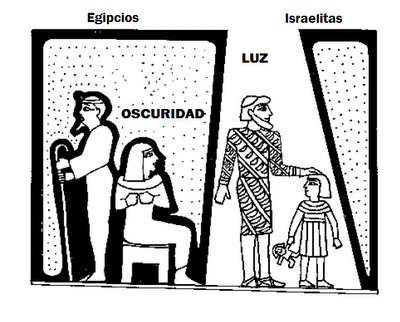 Egipcios
Israelitas
LUZ
OSCURIDAD